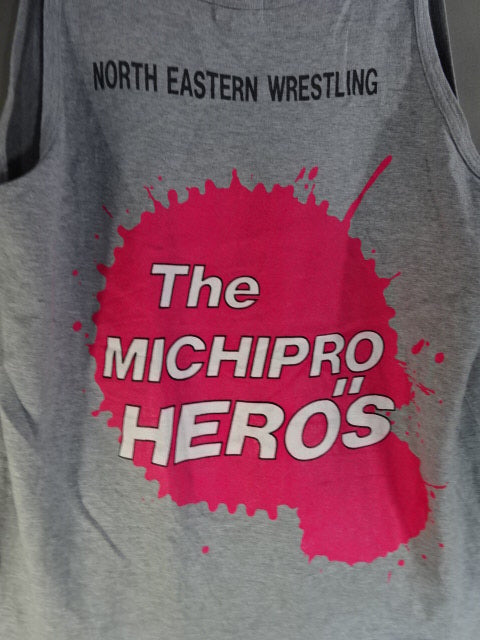 NORTH EASTERN WRESTLING
The
MICHIPRO
HERO"S